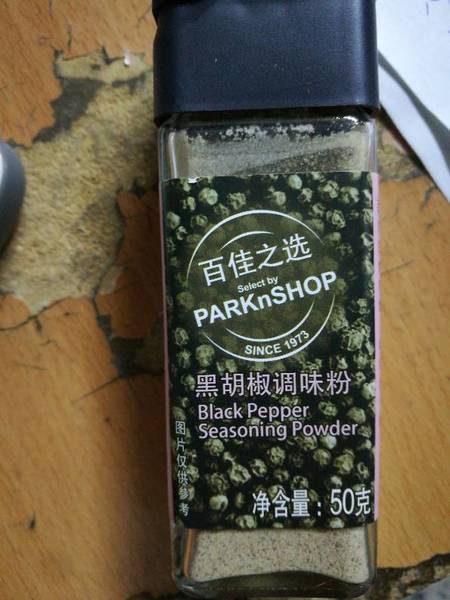 百佳之选
Select by
PARKnSHOP
SINCE 1973
黑胡椒调味粉
Black Pepper
Seasoning Powder
图片仅供参考
净含量：50克